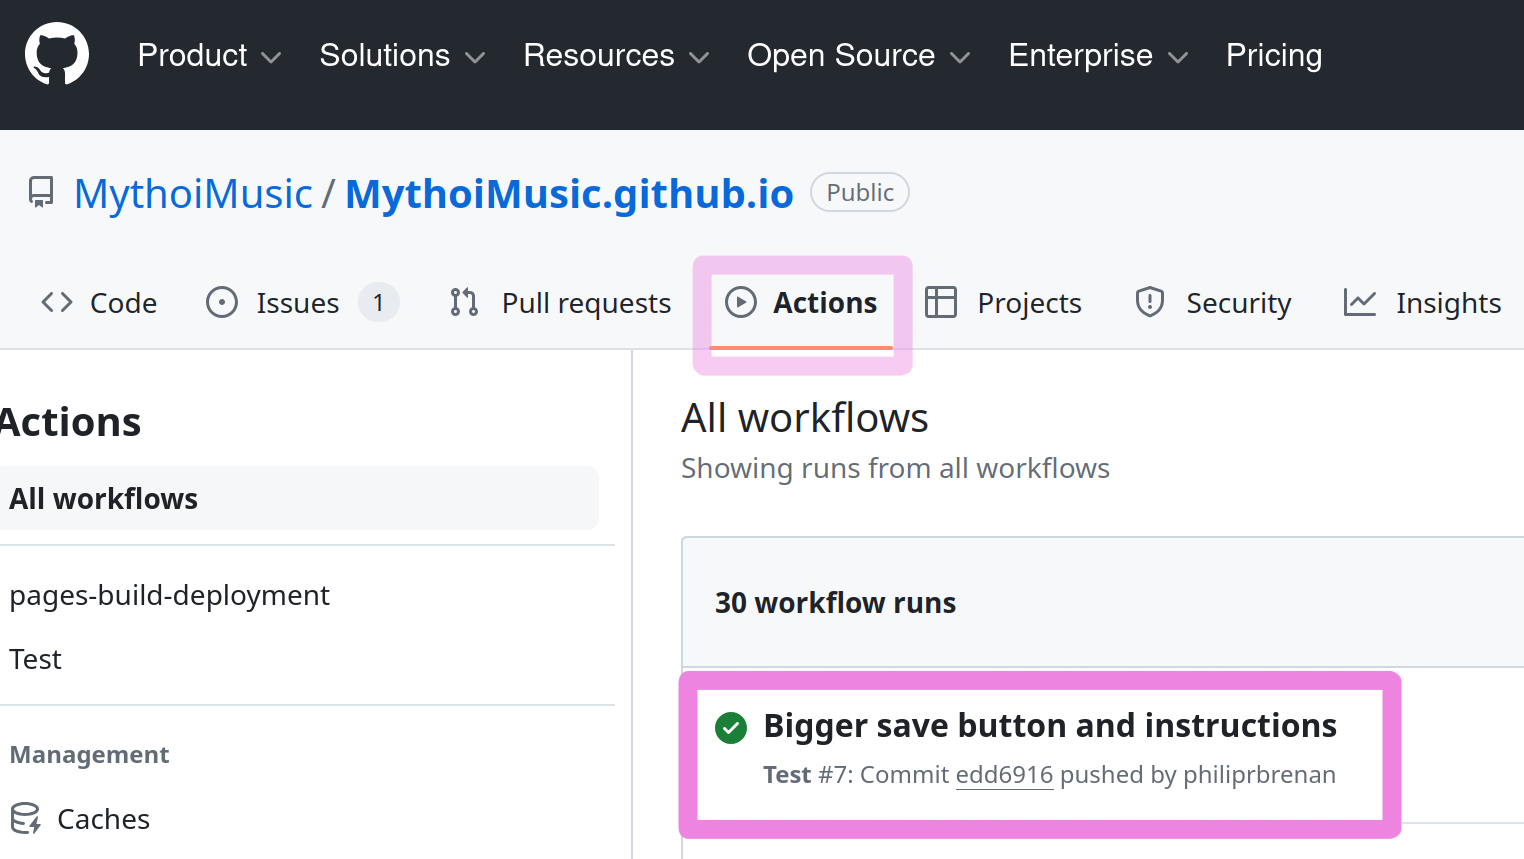 Product Solutions Resources Open Source Enterprise Pricing
MythoiMusic / MythoiMusic.github.io Public
Code Issues 1 Pull requests Actions Projects Security Insights
Actions
All workflows
pages-build-deployment
Test
Management
Caches
All workflows
Showing runs from all workflows
30 workflow runs
Bigger save button and instructions
Test #7: Commit edd6916 pushed by philiprbrenan